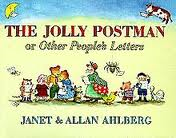 THE JOLLY POSTMAN
or Other People's Letters
JANET & ALLAN AHLBERG